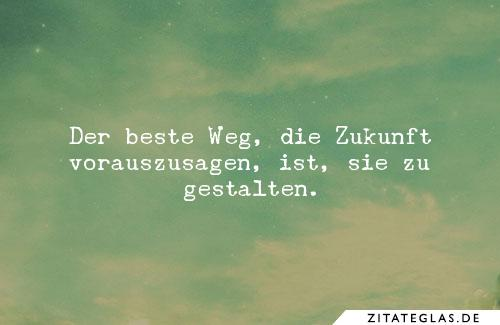 Der beste Weg, die Zukunft
vorauszusagen, ist, sie zu
gestalten.
ZITATEGLAS.DE